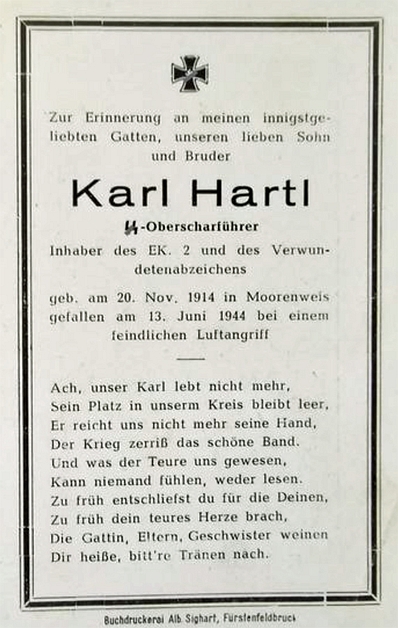 Zur Erinnerung an meinen innigstge-
liebten Gatten, unseren lieben Sohn
und Bruder
Karl Hartl
ᛋᛋ-Oberscharführer
Inhaber des EK. 2 und des Verwun-
detenabzeichens
geb. am 20. Nov. 1914 in Moorenweis
gefallen am 13. Juni 1944 bei einem
feindlichen Luftangriff
Ach, unser Karl lebt nicht mehr,
Sein Platz in unserm Kreis bleibt leer,
Er reicht uns nicht mehr seine Hand,
Der Krieg zerriß das schöne Band.
Und was der Teure uns gewesen,
Kann niemand fühlen, weder lesen.
Zu früh entschliefst du für die Deinen,
Zu früh dein teures Herze brach,
Die Gattin, Eltern, Geschwister weinen
Dir heiße, bitt're Tränen nach.
Buchdruckerei Alb. Sighart, Fürstenfeldbruck